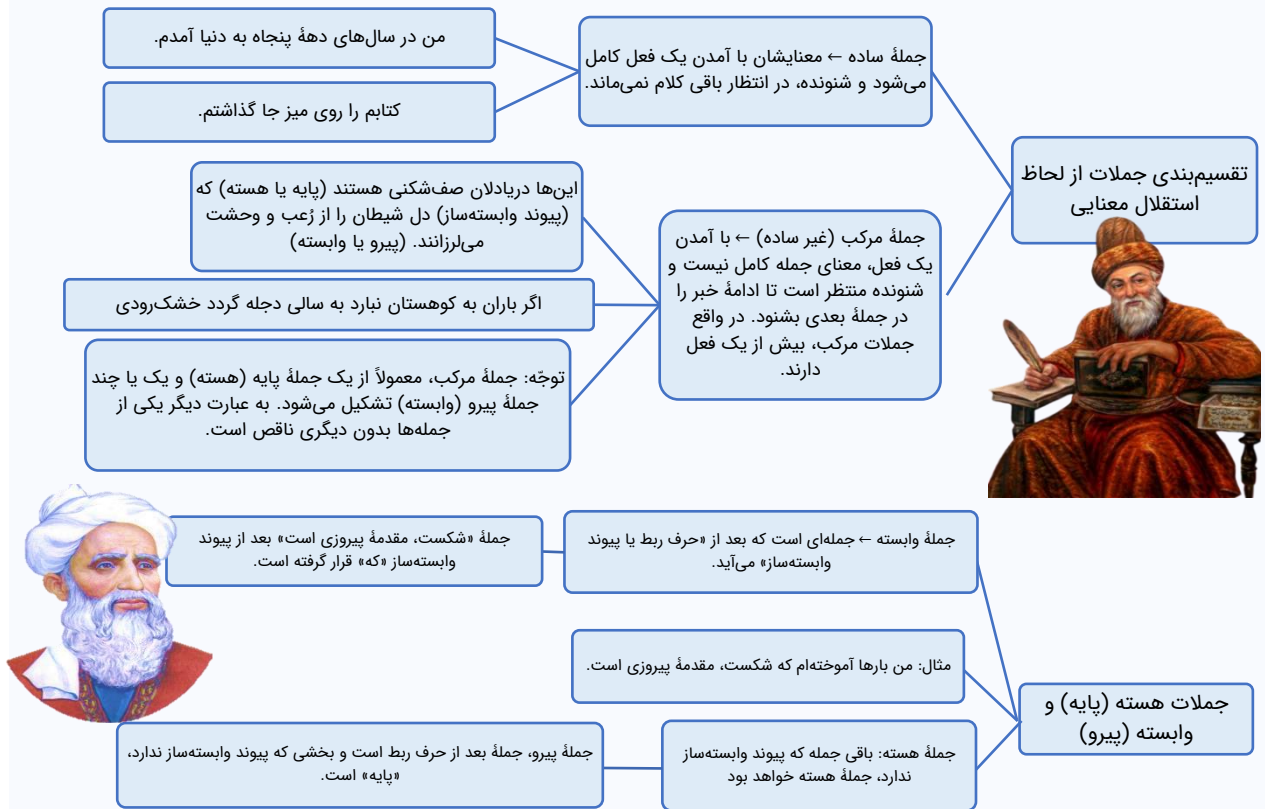 تقسیم‌بندی جملات از لحاظ
استقلال معنایی
جملهٔ ساده ← معنایشان با آمدن یک فعل کامل
می‌شود و شنونده، در انتظار باقی کلام نمی‌ماند.
من در سال‌های دههٔ پنجاه به دنیا آمدم.
کتابم را روی میز جا گذاشتم.
جملهٔ مرکب (غیر ساده) ← با آمدن
یک فعل، معنای جمله کامل نیست و
شنونده منتظر است تا ادامهٔ خبر را
در جملهٔ بعدی بشنود. در واقع
جملات مرکب، بیش از یک فعل
دارند.
این‌ها دریادلان صف‌شکنی هستند (پایه یا هسته) که
(پیوند وابسته‌ساز) دل شیطان را از رُعب و وحشت
می‌لرزانند. (پیرو یا وابسته)
اگر باران به کوهستان نبارد به سالی دجله گردد خشک‌رودی
توجّه: جملهٔ مرکب، معمولاً از یک جملهٔ پایه (هسته) و یک یا چند
جملهٔ پیرو (وابسته) تشکیل می‌شود. به عبارت دیگر یکی از
جمله‌ها بدون دیگری ناقص است.
جملات هسته (پایه) و
وابسته (پیرو)
جملهٔ وابسته ← جمله‌ای است که بعد از «حرف ربط یا پیوند
وابسته‌ساز» می‌آید.
جملهٔ «شکست، مقدمهٔ پیروزی است» بعد از پیوند
وابسته‌ساز «که» قرار گرفته است.
مثال: من بارها آموخته‌ام که شکست، مقدمهٔ پیروزی است.
جملهٔ هسته: باقی جمله که پیوند وابسته‌ساز
ندارد، جملهٔ هسته خواهد بود
جملهٔ پیرو، جملهٔ بعد از حرف ربط است و بخشی که پیوند وابسته‌ساز ندارد،
«پایه» است.